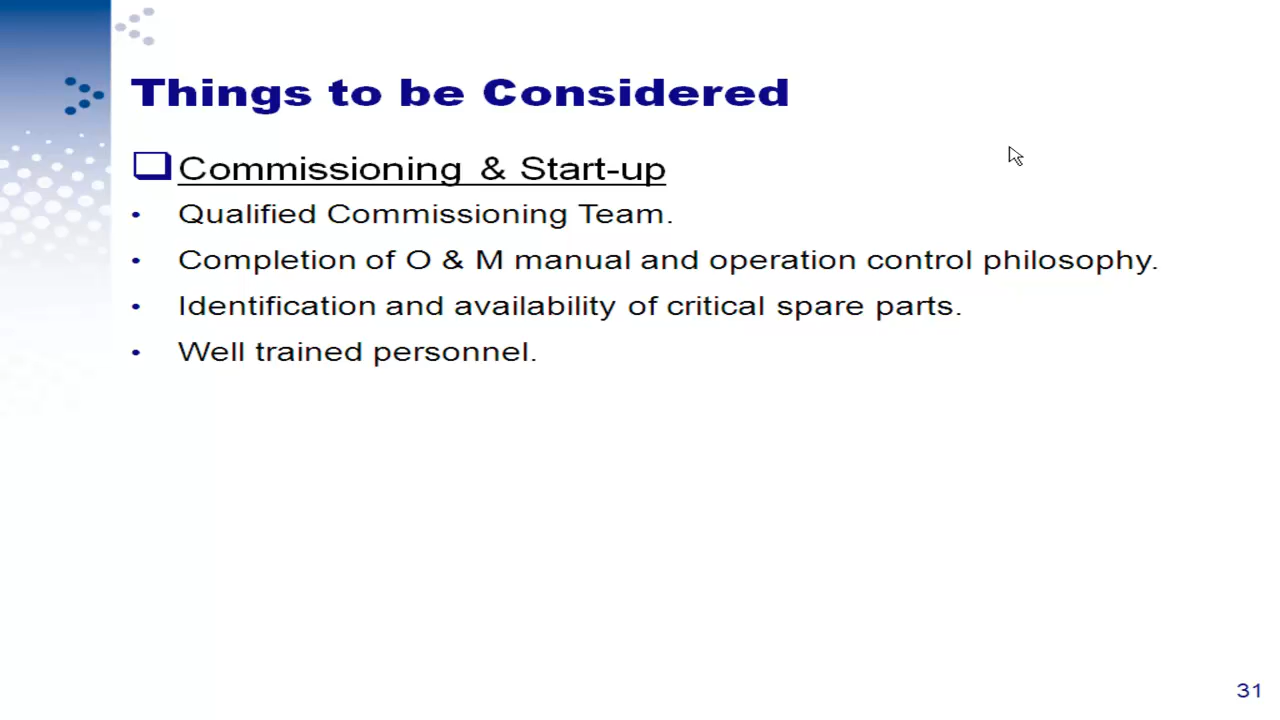 Things to be Considered
Commissioning & Start-up
• Qualified Commissioning Team.
• Completion of O & M manual and operation control philosophy.
• Identification and availability of critical spare parts.
• Well trained personnel.
31